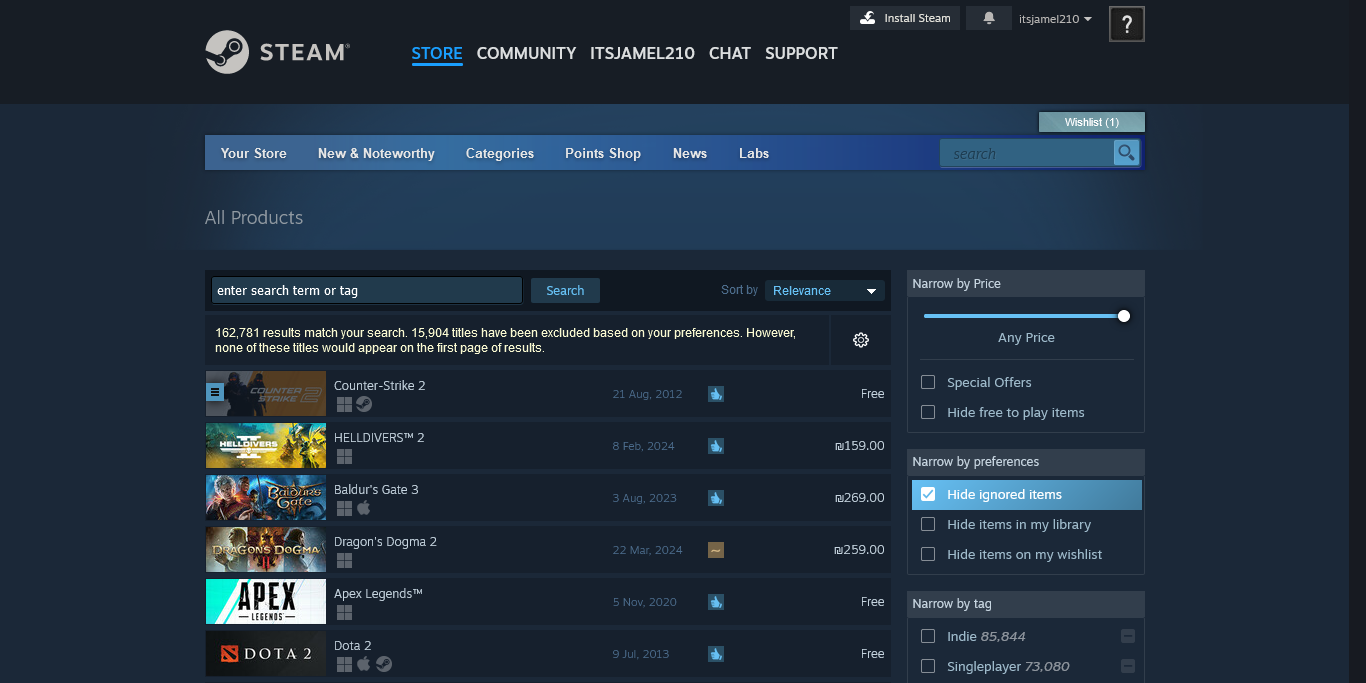 Install Steam
itsjamel210
?
STEAM®
STORE COMMUNITY ITSJAMEL210 CHAT SUPPORT
Wishlist (1)
Your Store New & Noteworthy Categories Points Shop News Labs search
All Products
enter search term or tag Search Sort by Relevance
162,781 results match your search. 15,904 titles have been excluded based on your preferences. However,
none of these titles would appear on the first page of results.
COUNTER
STRIKE 2
Counter-Strike 2
21 Aug, 2012
Free
HELLDIVERS
II
HELLDIVERS™ 2
8 Feb, 2024
₪159.00
BALDUR'S
GATE
Baldur's Gate 3
3 Aug, 2023
₪269.00
DRAGON'S DOGMA
II
Dragon's Dogma 2
22 Mar, 2024
₪259.00
APEX
LEGENDS
Apex Legends™
5 Nov, 2020
Free
DOTA 2
Dota 2
9 Jul, 2013
Free
Narrow by Price
Any Price
Special Offers
Hide free to play items
Narrow by preferences
Hide ignored items
Hide items in my library
Hide items on my wishlist
Narrow by tag
Indie 85,844
Singleplayer 73,080